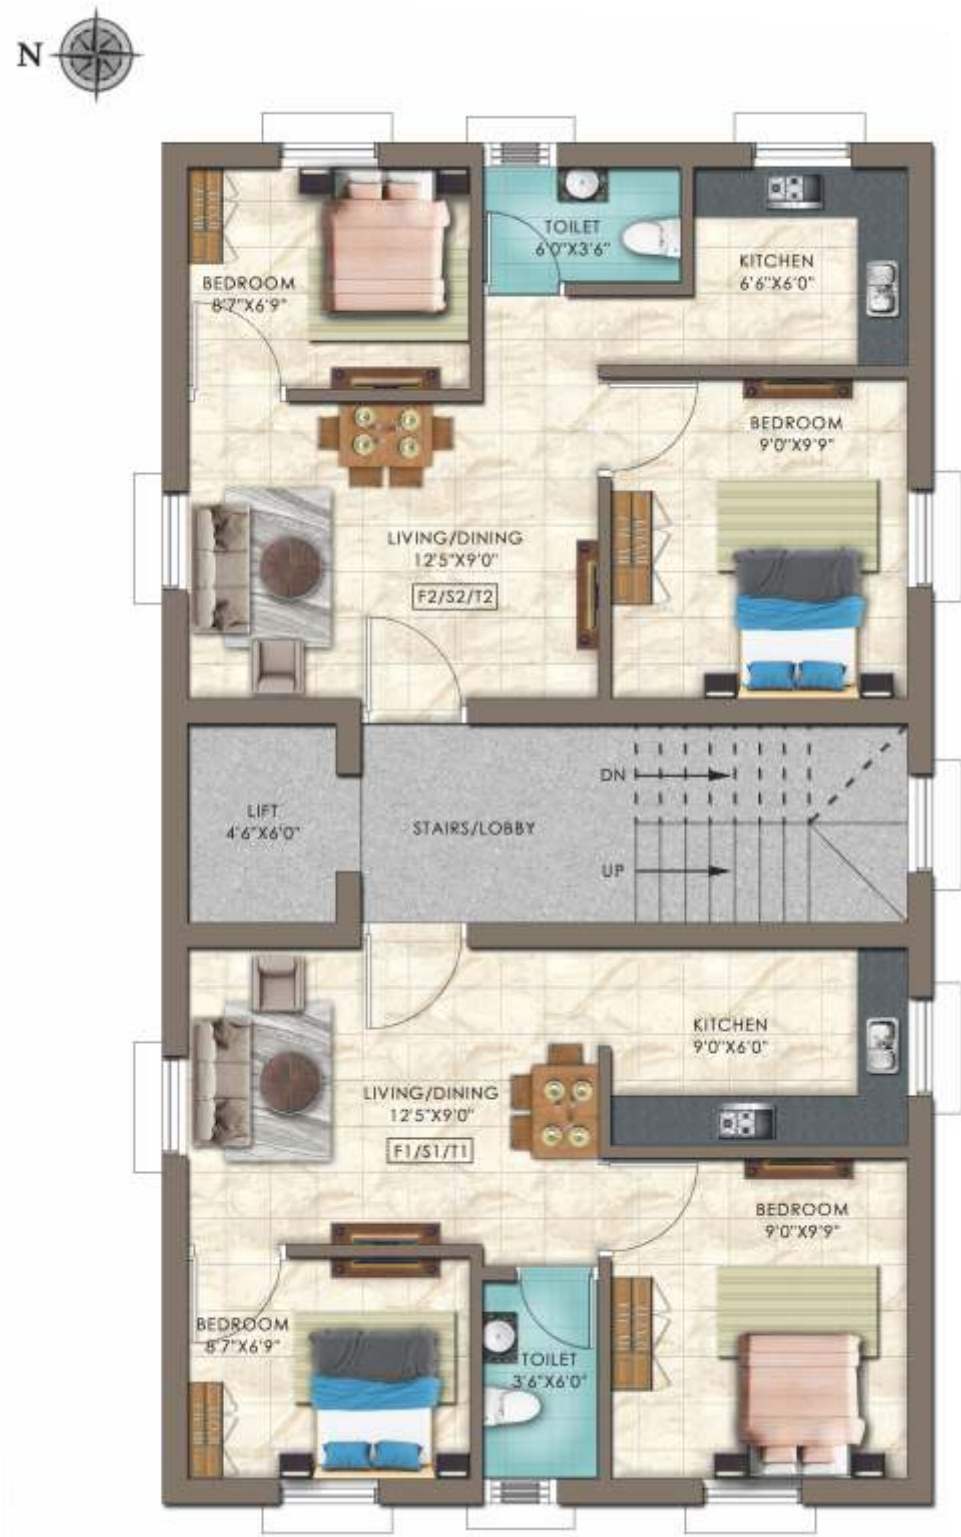 N
TOILET
6'0"X3'6"
KITCHEN
6'6"X6'0"
BEDROOM
8'7"X6'9"
BEDROOM
9'0"X9'9"
LIVING/DINING
12'5"X9'0"
F2/S2/T2
DN
LIFT
4'6"X6'0"
STAIRS/LOBBY
UP
KITCHEN
9'0"X6'0"
LIVING/DINING
12'5"X9'0"
F1/S1/T1
BEDROOM
9'0"X9'9"
BEDROOM
8'7"X6'9"
TOILET
3'6"X6'0"